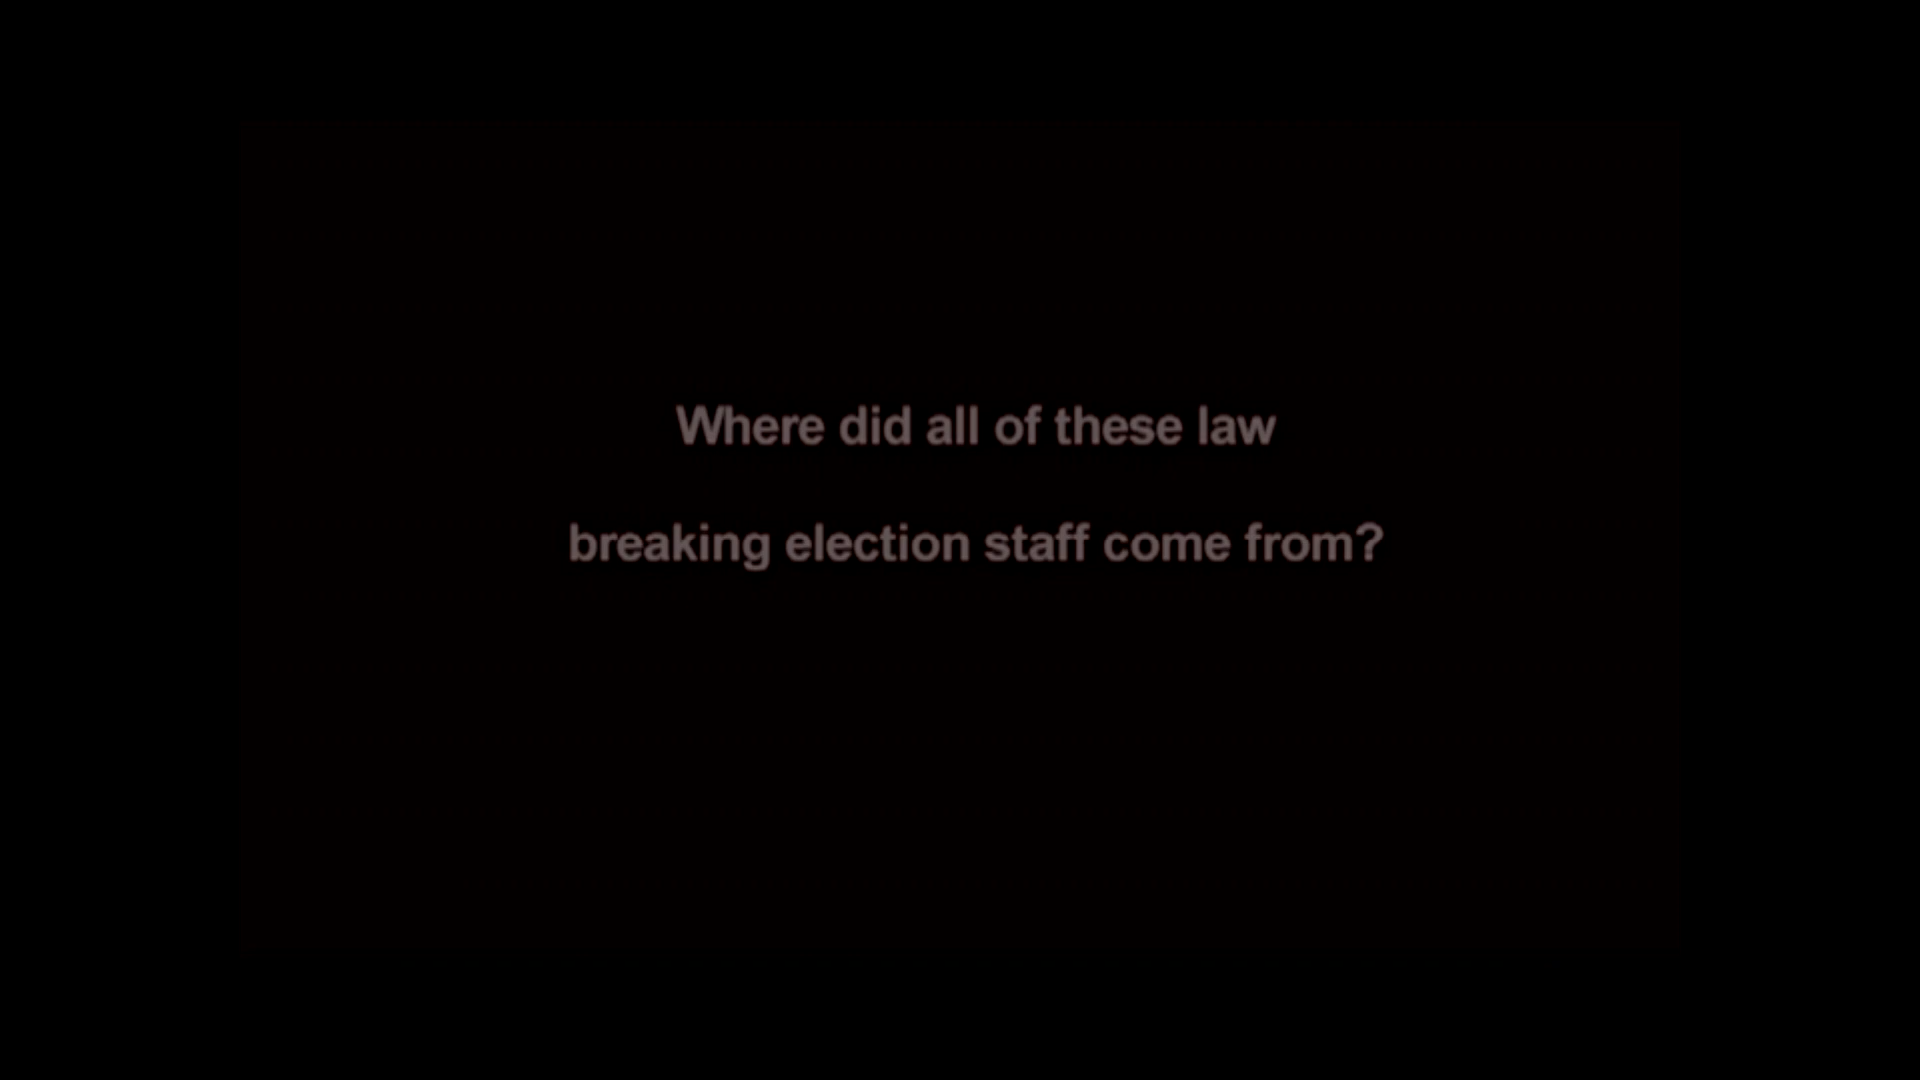 Where did all of these law
breaking election staff come from?